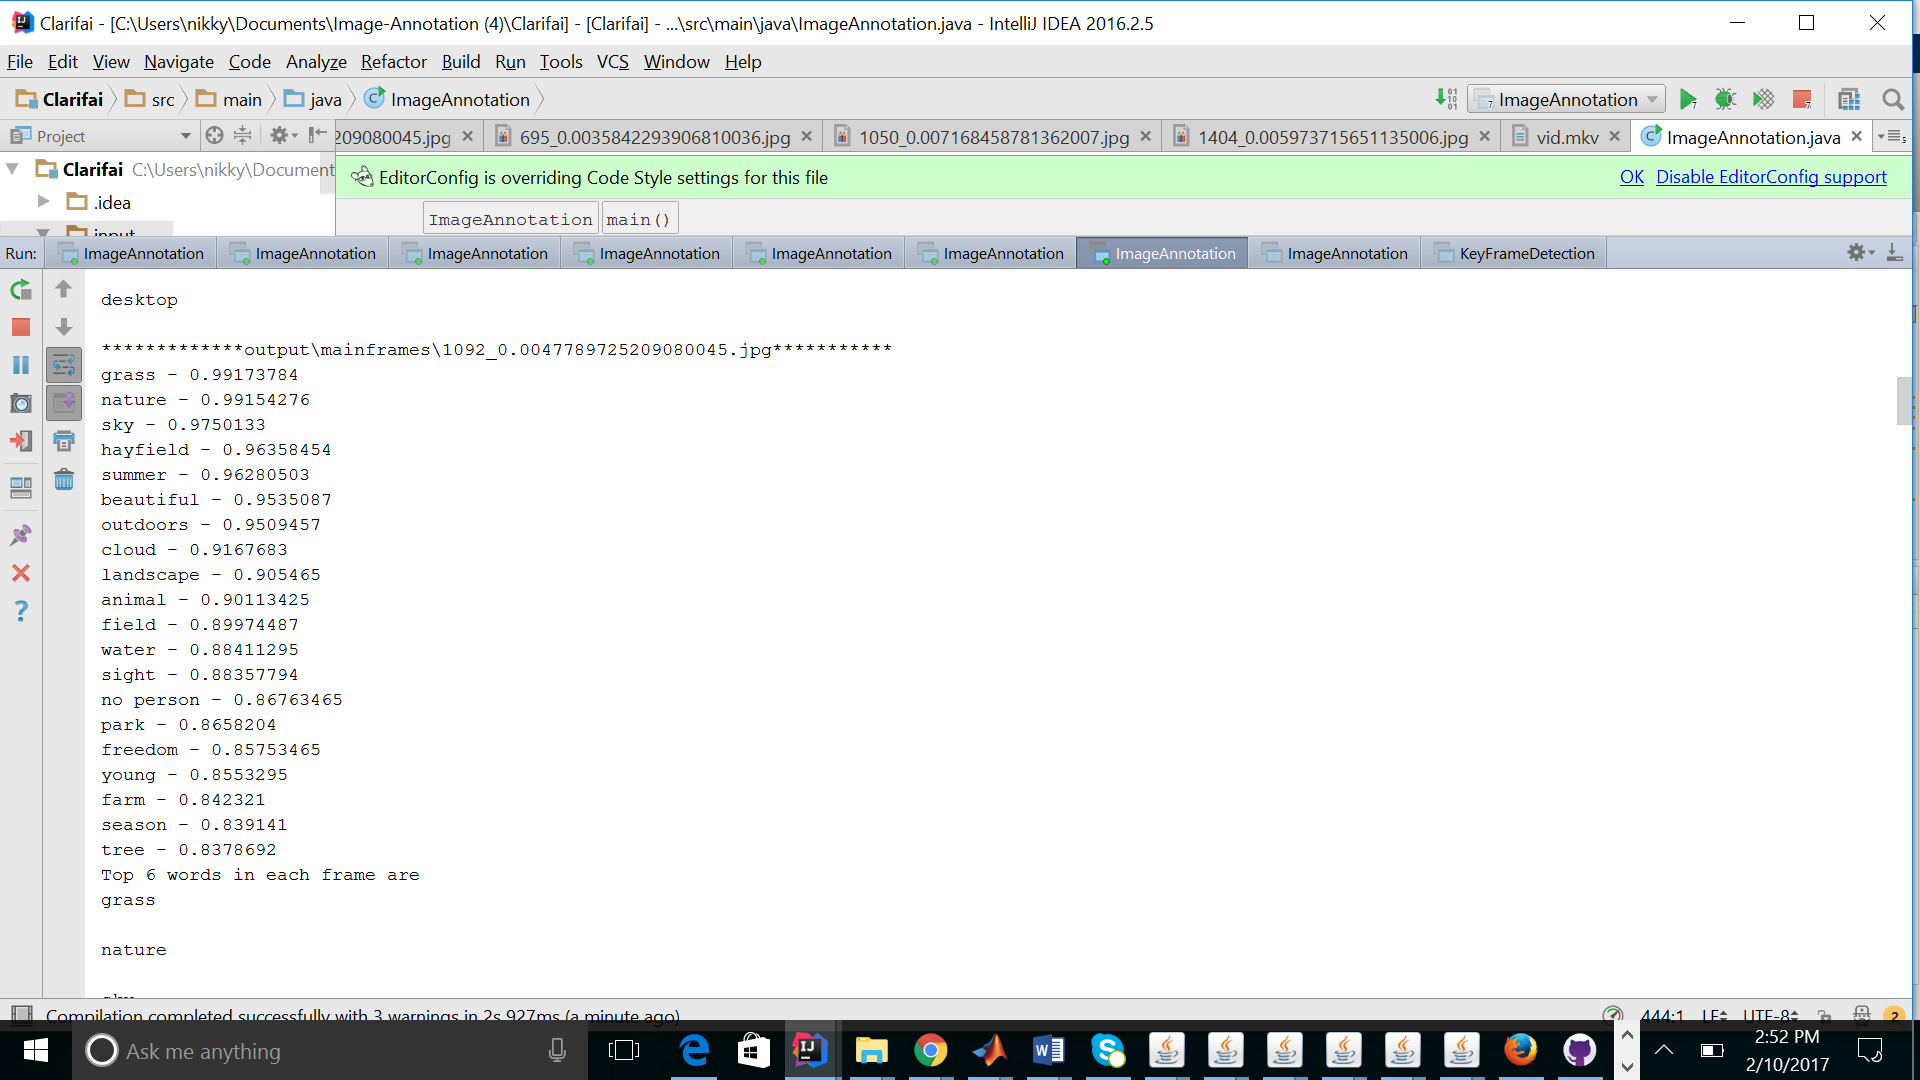 Clarifai - [C:\Users\nikky\Documents\Image-Annotation (4)\Clarifai] - [Clarifai] - ...\src\main\java\ImageAnnotation.java - IntelliJ IDEA 2016.2.5
File Edit View Navigate Code Analyze Refactor Build Run Tools VCS Window Help
Clarifai src main java ImageAnnotation ImageAnnotation
Project 209080045.jpg 695_0.0035842293906810036.jpg 1050_0.007168458781362007.jpg 1404_0.005973715651135006.jpg vid.mkv ImageAnnotation.java
Clarifai C:\Users\nikky\Document
EditorConfig is overriding Code Style settings for this file OK Disable EditorConfig support
.idea
ImageAnnotation main()
input
Run: ImageAnnotation ImageAnnotation ImageAnnotation ImageAnnotation ImageAnnotation ImageAnnotation ImageAnnotation ImageAnnotation KeyFrameDetection
desktop
*************output\mainframes\1092_0.0047789725209080045.jpg***********
grass - 0.99173784
nature - 0.99154276
sky - 0.9750133
hayfield - 0.96358454
summer - 0.96280503
beautiful - 0.9535087
outdoors - 0.9509457
cloud - 0.9167683
landscape - 0.905465
animal - 0.90113425
field - 0.89974487
water - 0.88411295
sight - 0.88357794
no person - 0.86763465
park - 0.8658204
freedom - 0.85753465
young - 0.8553295
farm - 0.842321
season - 0.839141
tree - 0.8378692
Top 6 words in each frame are
grass
nature
sky
Compilation completed successfully with 3 warnings in 2s 927ms (a minute ago) 444:1 LF UTF-8 2
Ask me anything
2:52 PM
2/10/2017